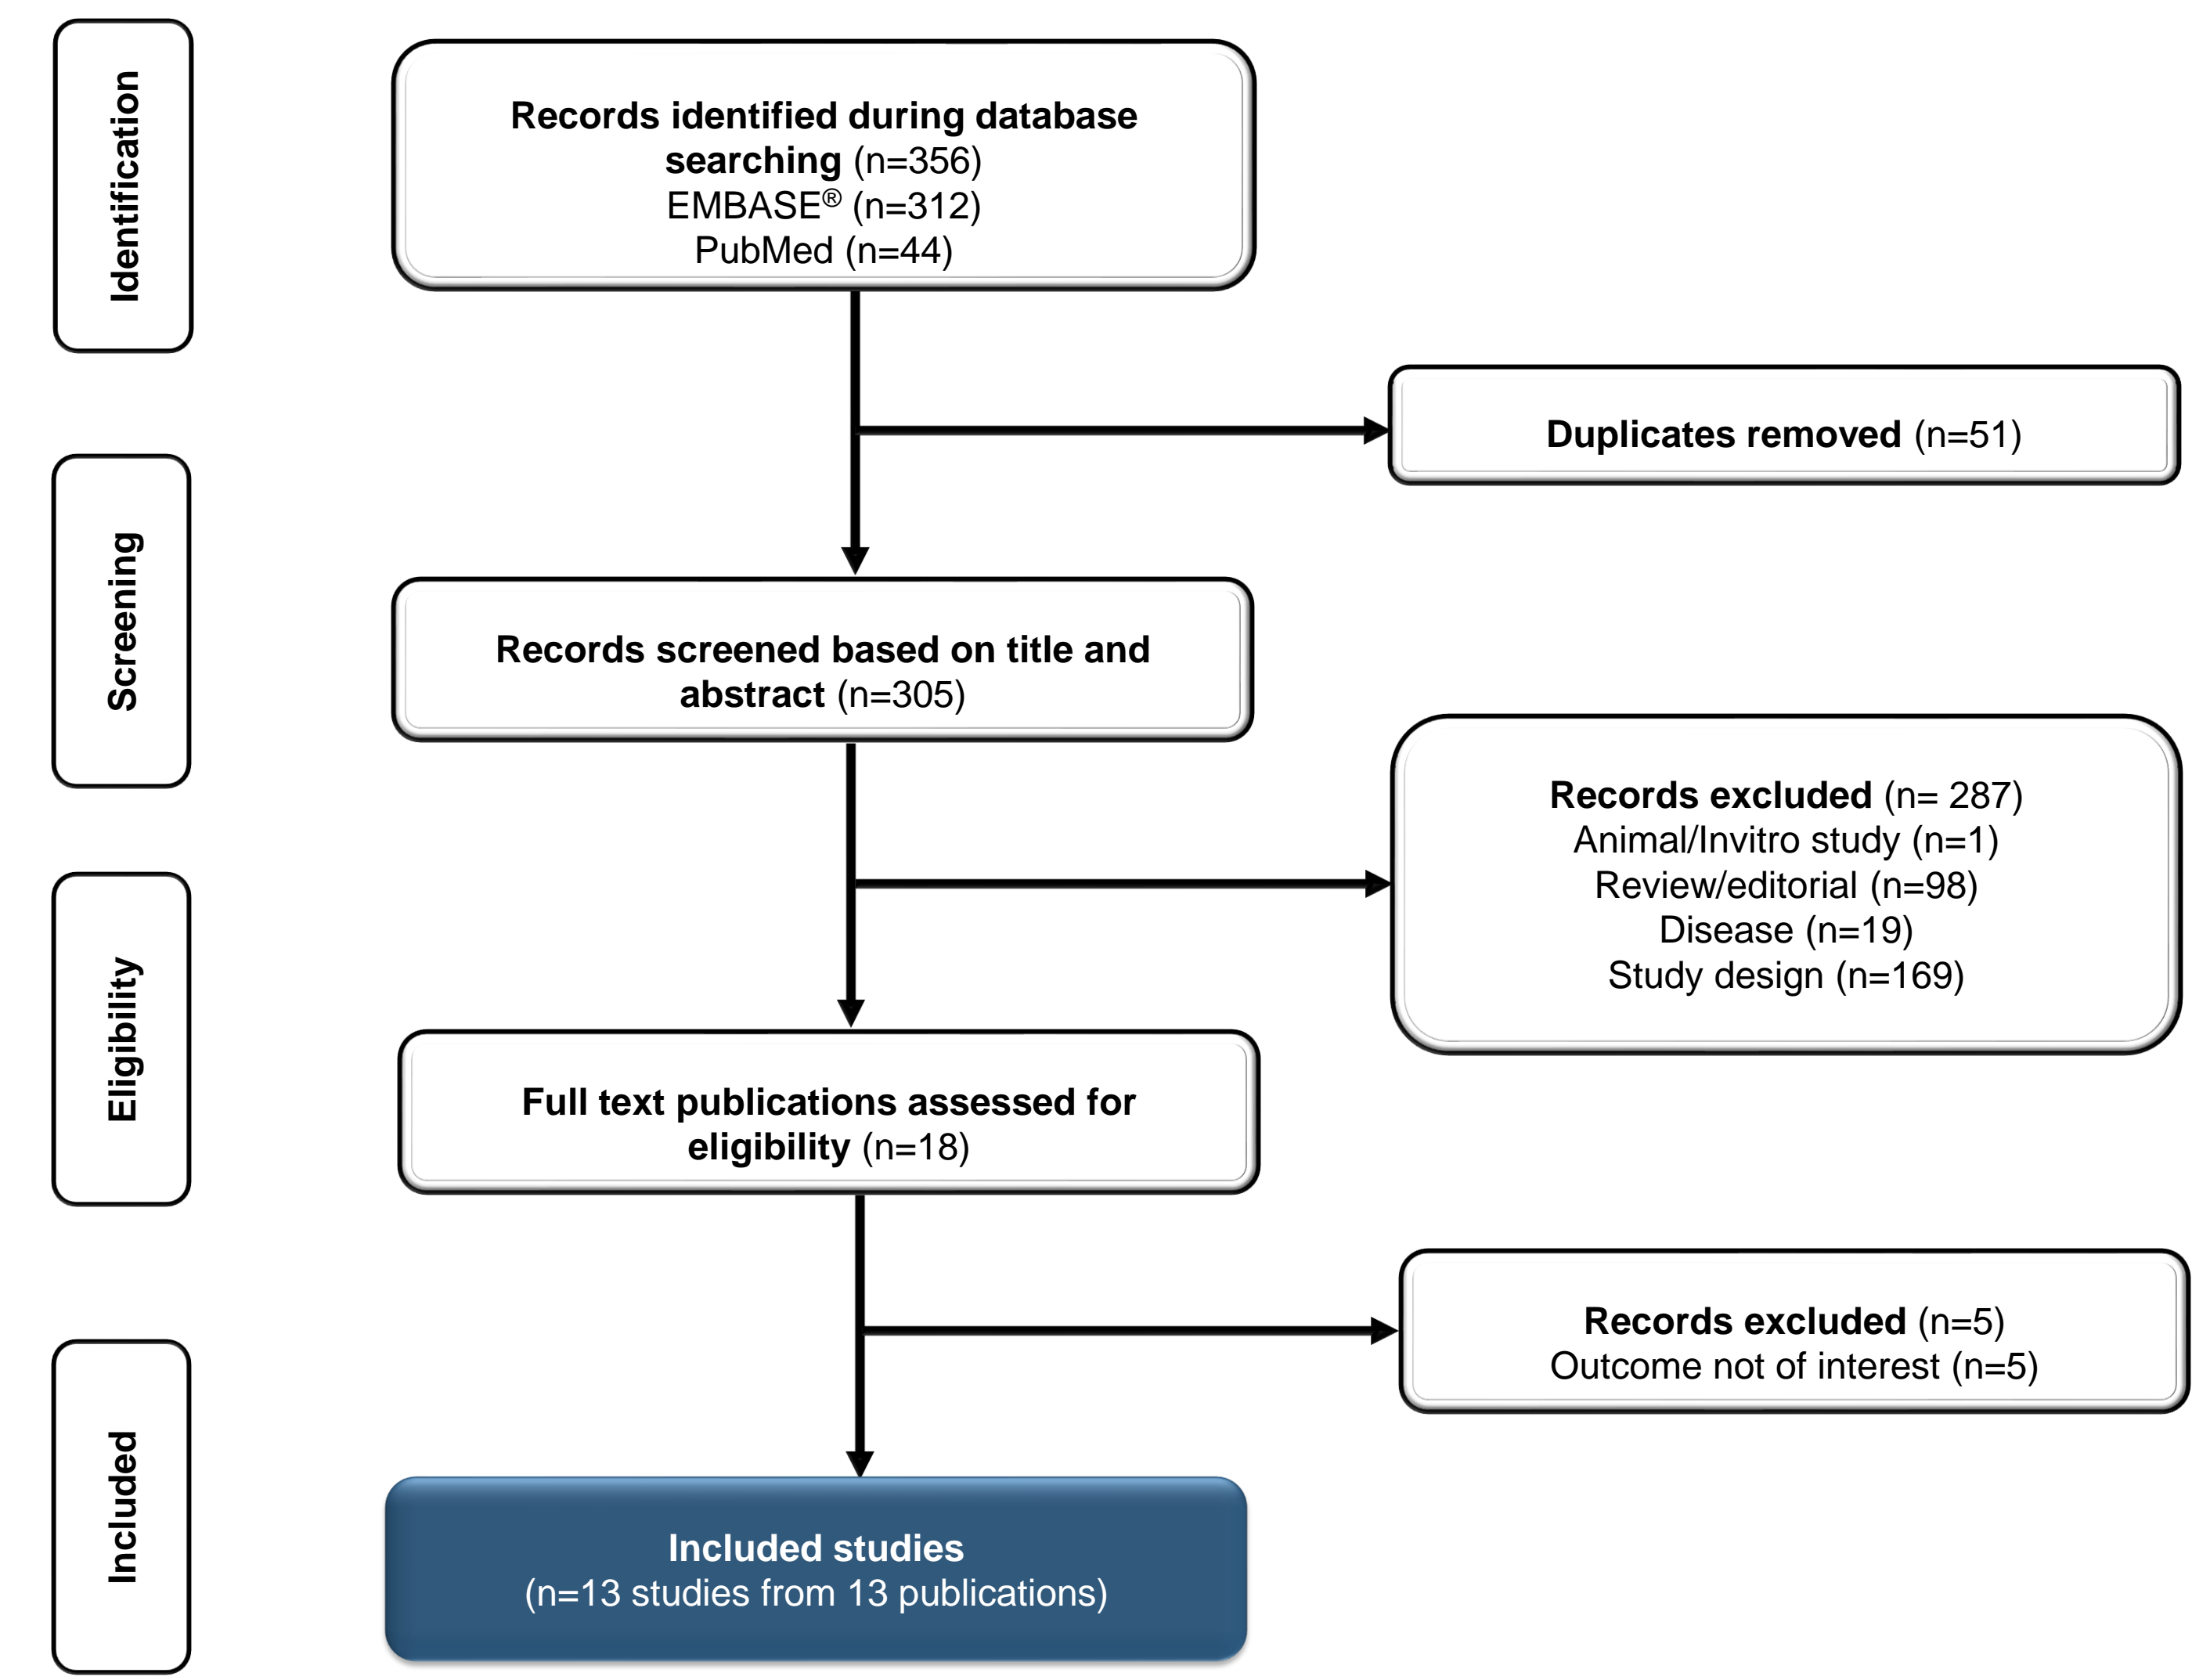 Identification
Records identified during database
searching (n=356)
EMBASE® (n=312)
PubMed (n=44)
Duplicates removed (n=51)
Screening
Records screened based on title and
abstract (n=305)
Records excluded (n= 287)
Animal/Invitro study (n=1)
Review/editorial (n=98)
Disease (n=19)
Study design (n=169)
Eligibility
Full text publications assessed for
eligibility (n=18)
Records excluded (n=5)
Outcome not of interest (n=5)
Included
Included studies
(n=13 studies from 13 publications)